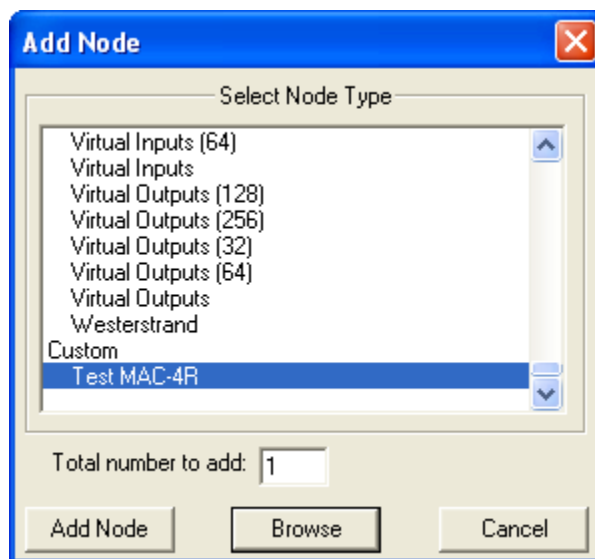 Add Node
Select Node Type
Virtual Inputs (64)
Virtual Inputs
Virtual Outputs (128)
Virtual Outputs (256)
Virtual Outputs (32)
Virtual Outputs (64)
Virtual Outputs
Westerstrand
Custom
Test MAC-4R
Total number to add: 1
Add Node Browse Cancel